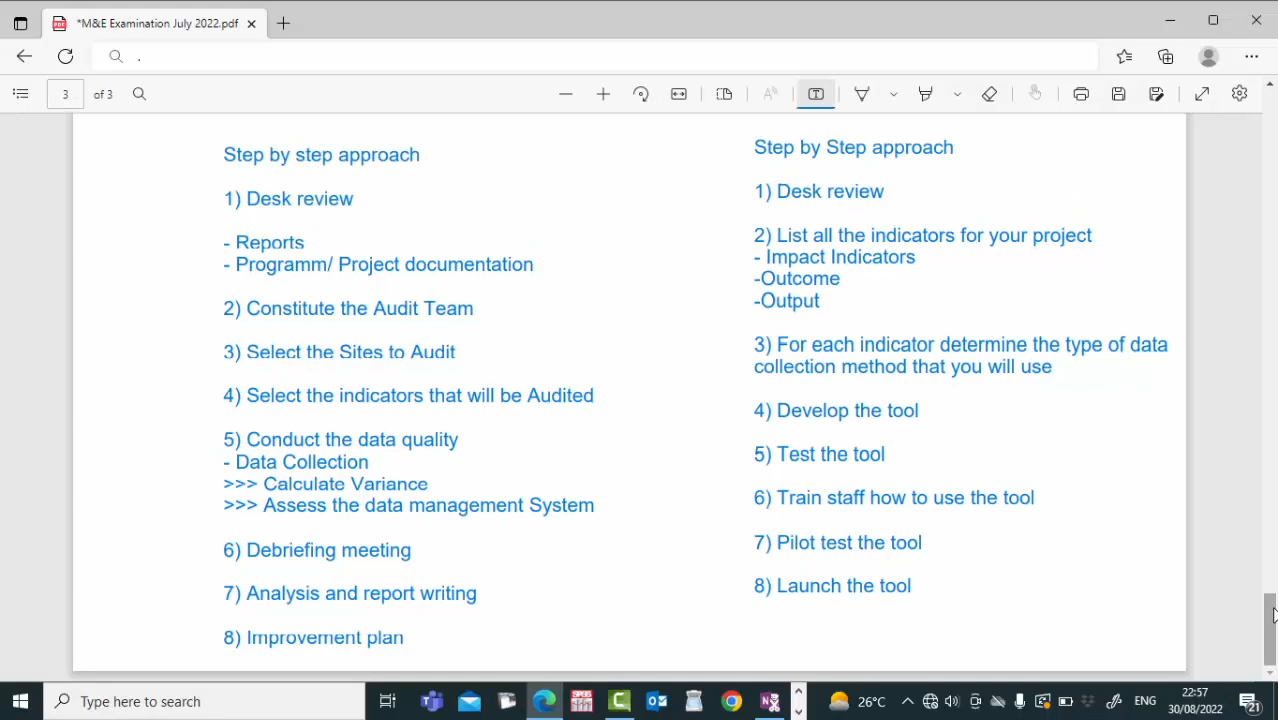 *M&E Examination July 2022.pdf
.
3
of 3
Step by step approach
1) Desk review
- Reports
- Programm/ Project documentation
2) Constitute the Audit Team
3) Select the Sites to Audit
4) Select the indicators that will be Audited
5) Conduct the data quality
- Data Collection
>>> Calculate Variance
>>> Assess the data management System
6) Debriefing meeting
7) Analysis and report writing
8) Improvement plan
Step by Step approach
1) Desk review
2) List all the indicators for your project
- Impact Indicators
-Outcome
-Output
3) For each indicator determine the type of data
collection method that you will use
4) Develop the tool
5) Test the tool
6) Train staff how to use the tool
7) Pilot test the tool
8) Launch the tool
Type here to search
26°C
ENG
22:57
30/08/2022
21